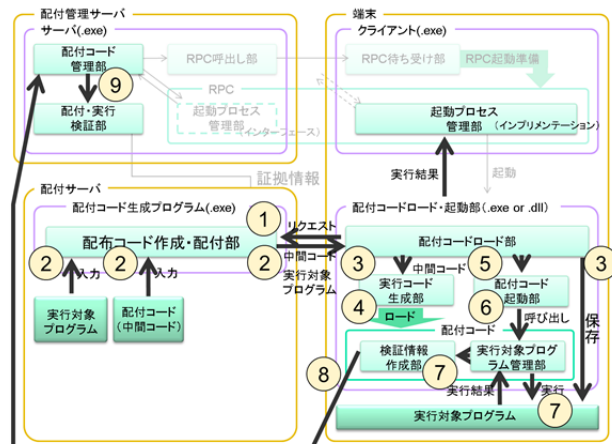 配付管理サーバ
サーバ(.exe)
配付コード
管理部
9
配付・実行
検証部
RPC呼出し部
RPC
起動プロセス
管理部
(インターフェース)
証拠情報
端末
クライアント(.exe)
RPC待ち受け部
RPC起動準備
起動プロセス
管理部
(インプリメンテーション)
実行結果
起動
配付サーバ
配付コード生成プログラム(.exe)
1
配布コード作成・配付部
2
2
2
入力
入力
実行対象
プログラム
配付コード
(中間コード)
リクエスト
中間コード
実行対象
プログラム
配付コードロード・起動部(.exe or .dll)
配付コードロード部
3
中間コード
5
3
実行コード
生成部
配付コード
起動部
4
ロード
6
呼び出し
保存
配付コード
検証情報
作成部
実行対象プログ
ラム管理部
8
7
実行結果
実行
7
実行対象プログラム